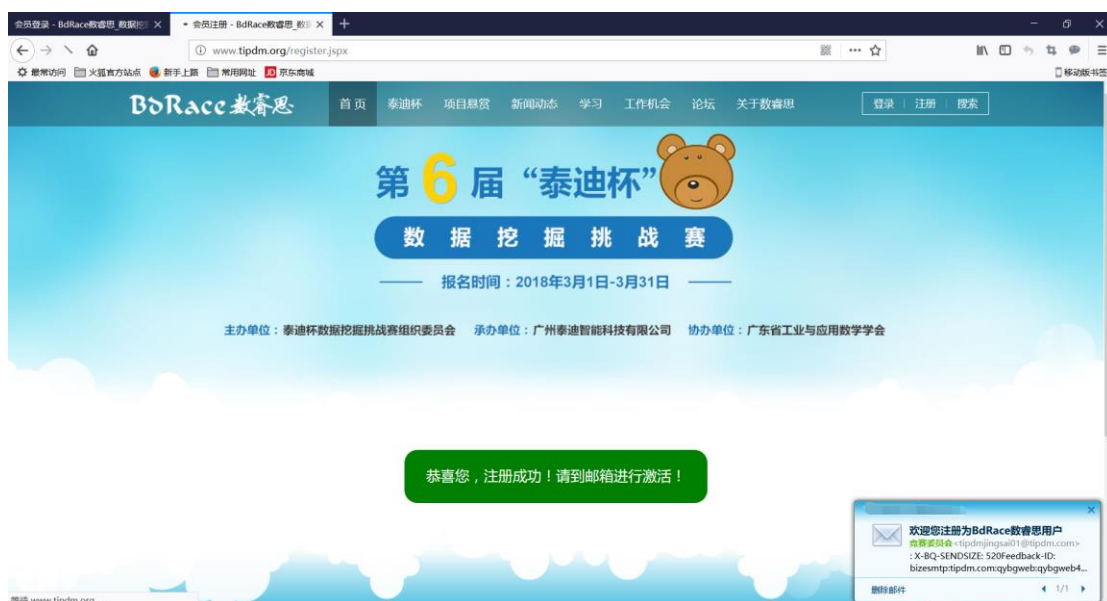 会员登录 - BdRace数睿思_数据挖
会员注册 - BdRace数睿思_数
www.tipdm.org/register.jspx
最常访问 火狐官方站点 新手上路 常用网址 JD 京东商城 移动版书签
BDRace 数睿思 首页 泰迪杯 项目悬赏 新闻动态 学习 工作机会 论坛 关于数睿思 登录 | 注册 | 搜索
第6届“泰迪杯”
数据挖掘挑战赛
报名时间：2018年3月1日-3月31日
主办单位：泰迪杯数据挖掘挑战赛组织委员会 承办单位：广州泰迪智能科技有限公司 协办单位：广东省工业与应用数学学会
恭喜您，注册成功！请到邮箱进行激活！
欢迎您注册为BdRace数睿思用户
竞赛委员会<tipdmjingsai01@tipdm.com>
: X-BQ-SENDSIZE: 520Feedback-ID:
bizesmtp:tipdm.com:qybgweb:qybgweb4...
删除邮件 1/1
www.tipdm.org